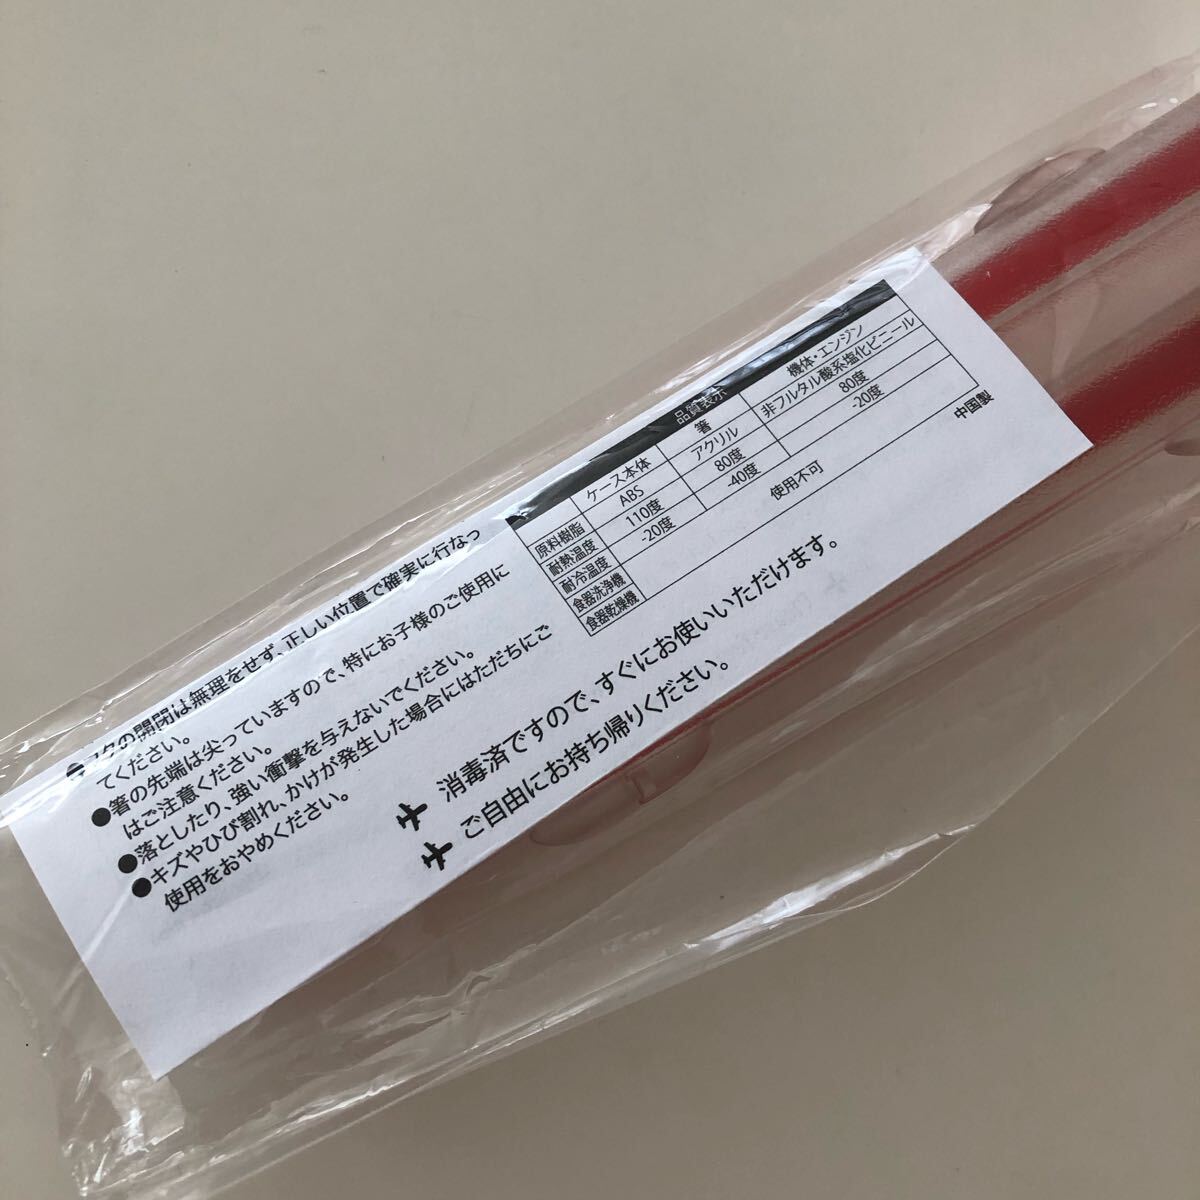 ●フタの開閉は無理をせず、正しい位置で確実に行なっ
てください。
●箸の先端は尖っていますので、特にお子様のご使用に
はご注意ください。
●落としたり、強い衝撃を与えないでください。
●キズやひび割れ、かけが発生した場合にはただちにご
使用をおやめください。
品質表示
ケース本体 箸 機体・エンジン
原料樹脂 ABS アクリル 非フルタル酸系塩化ビニール
耐熱温度 110度 80度 80度
耐冷温度 -20度 -40度 -20度
食器洗浄機 使用不可
食器乾燥機
中国製
消毒済ですので、すぐにお使いいただけます。
ご自由にお持ち帰りください。